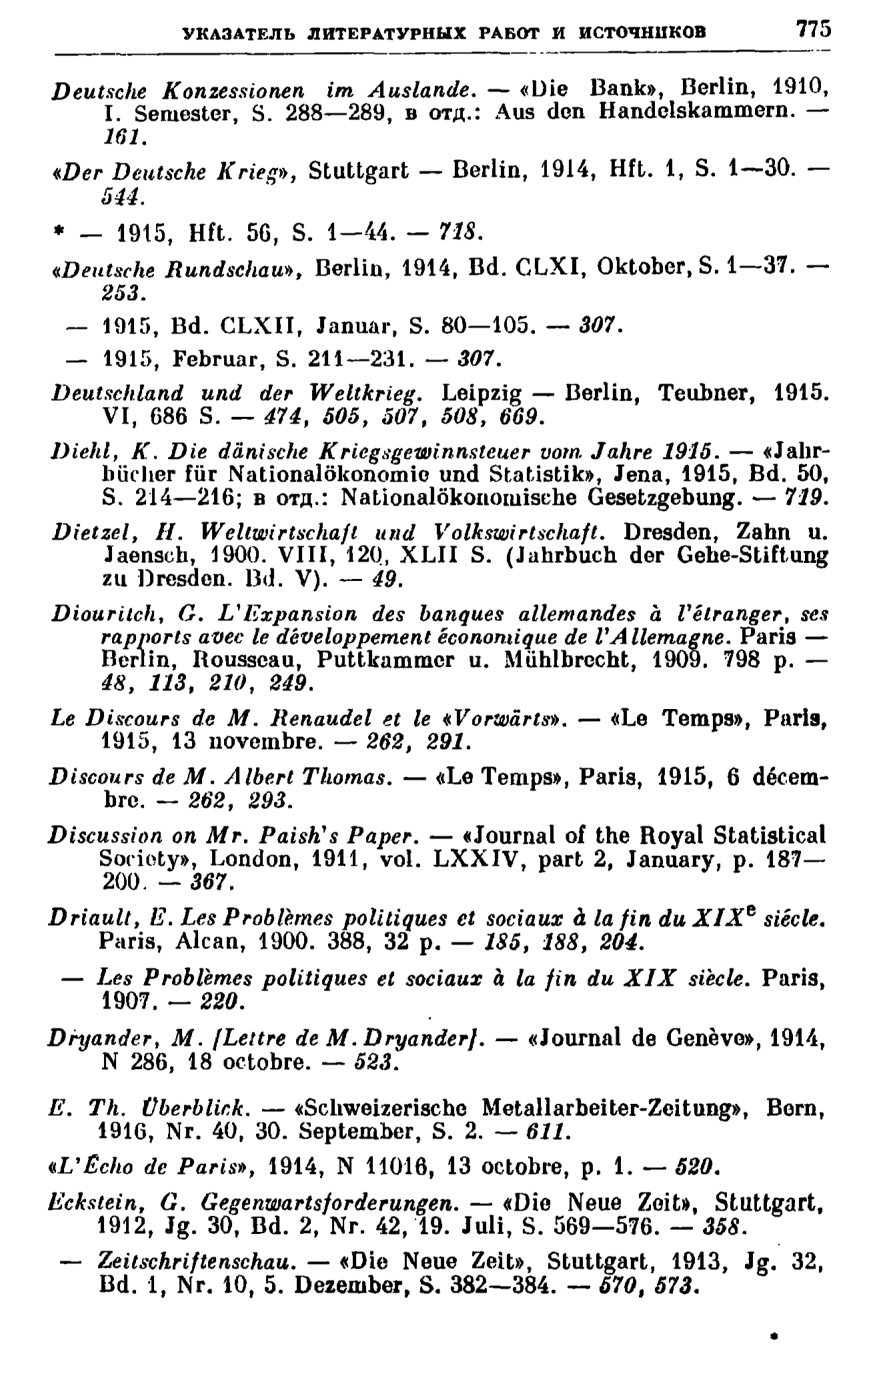 УКАЗАТЕЛЬ ЛИТЕРАТУРНЫХ РАБОТ И ИСТОЧНИКОВ 775
Deutsche Konzessionen im Auslande. — «Die Bank», Berlin, 1910,
I. Semester, S. 288—289, в отд.: Aus den Handelskammern. —
161.
«Der Deutsche Krieg», Stuttgart — Berlin, 1914, Hft. 1, S. 1—30. —
544.
* — 1915, Hft. 56, S. 1—44. — 718.
«Deutsche Rundschau», Berlin, 1914, Bd. CLXI, Oktober, S. 1—37. —
253.
— 1915, Bd. CLXII, Januar, S. 80—105. — 307.
— 1915, Februar, S. 211—231. — 307.
Deutschland und der Weltkrieg. Leipzig — Berlin, Teubner, 1915.
VI, 686 S. — 474, 505, 507, 508, 669.
Diehl, K. Die dänische Kriegsgewinnsteuer vom Jahre 1915. — «Jahr-
bücher für Nationalökonomie und Statistik», Jena, 1915, Bd. 50,
S. 214—216; в отд.: Nationalökonomische Gesetzgebung. — 719.
Dietzel, H. Weltwirtschaft und Volkswirtschaft. Dresden, Zahn u.
Jaensch, 1900. VIII, 120, XLII S. (Jahrbuch der Gehe-Stiftung
zu Dresden. Bd. V). — 49.
Diouritch, G. L'Expansion des banques allemandes à l'étranger, ses
rapports avec le développement économique de l'Allemagne. Paris —
Berlin, Rousseau, Puttkammer u. Mühlbrecht, 1909. 798 p. —
48, 113, 210, 249.
Le Discours de M. Renaudel et le «Vorwärts». — «Le Temps», Paris,
1915, 13 novembre. — 262, 291.
Discours de M. Albert Thomas. — «Le Temps», Paris, 1915, 6 décem-
bre. — 262, 293.
Discussion on Mr. Paish's Paper. — «Journal of the Royal Statistical
Society», London, 1911, vol. LXXIV, part 2, January, p. 187—
200. — 367.
Driault, E. Les Problèmes politiques et sociaux à la fin du XIXe siécle.
Paris, Alcan, 1900. 388, 32 p. — 185, 188, 204.
— Les Problèmes politiques et sociaux à la fin du XIX siècle. Paris,
1907. — 220.
Dryander, M. [Lettre de M. Dryander]. — «Journal de Genève», 1914,
N 286, 18 octobre. — 523.
E. Th. Überblick. — «Schweizerische Metallarbeiter-Zeitung», Bern,
1916, Nr. 40, 30. September, S. 2. — 611.
«L'Écho de Paris», 1914, N 11016, 13 octobre, p. 1. — 520.
Eckstein, G. Gegenwartsforderungen. — «Die Neue Zeit», Stuttgart,
1912, Jg. 30, Bd. 2, Nr. 42, 19. Juli, S. 569—576. — 358.
— Zeitschriftenschau. — «Die Neue Zeit», Stuttgart, 1913, Jg. 32,
Bd. 1, Nr. 10, 5. Dezember, S. 382—384. — 570, 573.